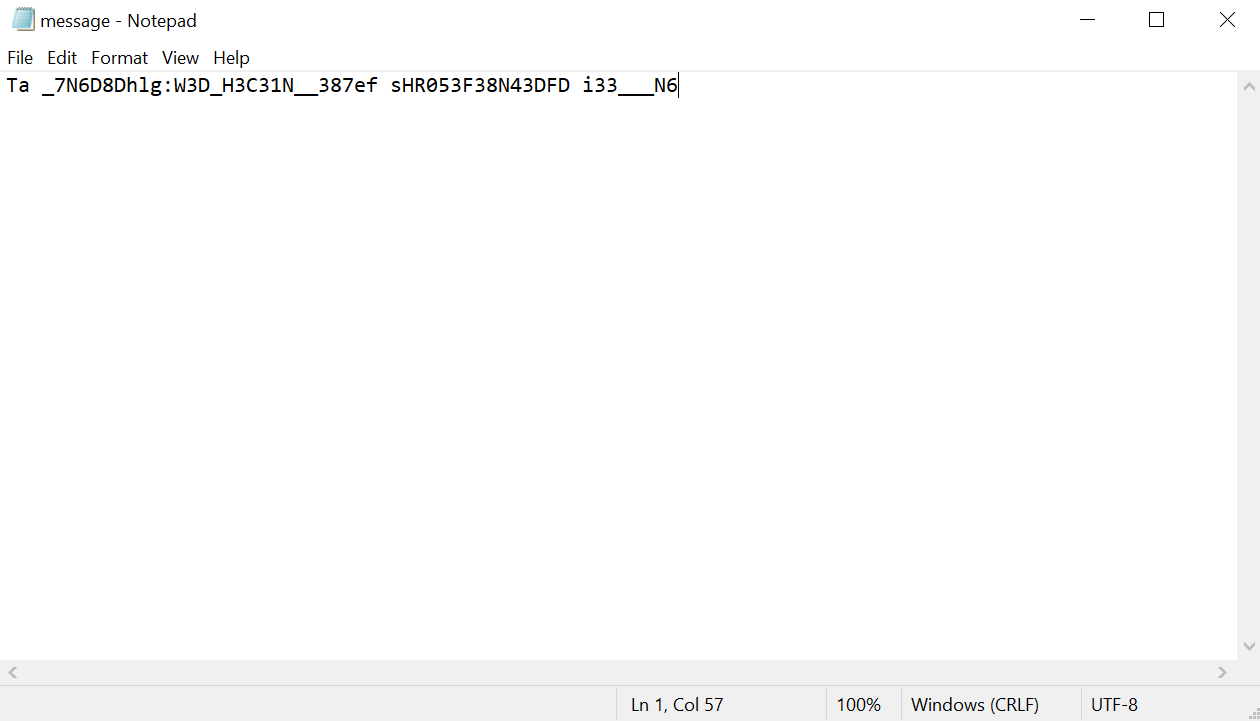 message - Notepad
File Edit Format View Help
Ta _7N6D8Dhlg:W3D_H3C31N__387ef sHR053F38N43DFD i33___N6
Ln 1, Col 57 100% Windows (CRLF) UTF-8